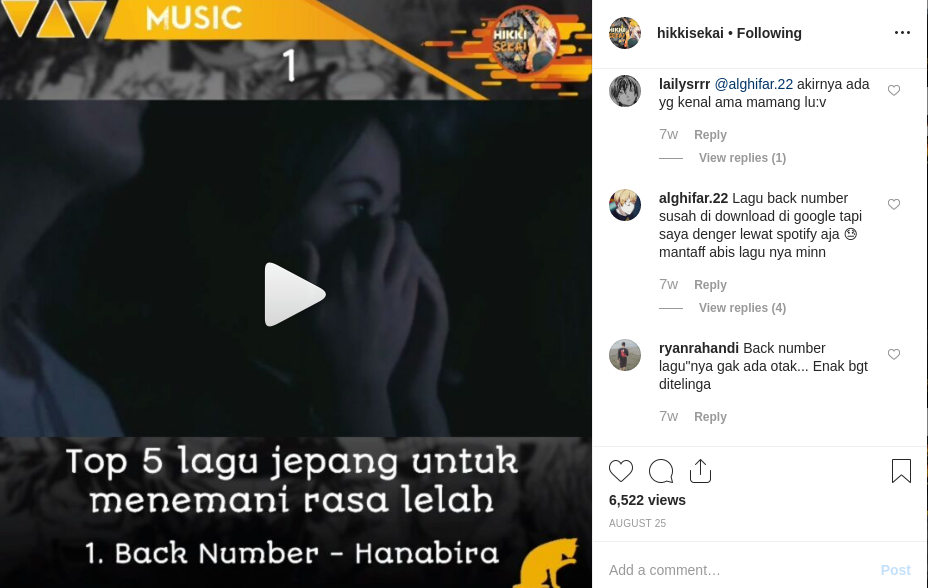 MUSIC
1
HIKKI
SEKAI
Top 5 lagu jepang untuk
menemani rasa lelah
1. Back Number - Hanabira
hikkisekai • Following
lailysrrr @alghifar.22 akirnya ada
yg kenal ama mamang lu:v
7w Reply
View replies (1)
alghifar.22 Lagu back number
susah di download di google tapi
saya denger lewat spotify aja 😓
mantaff abis lagu nya minn
7w Reply
View replies (4)
ryanrahandi Back number
lagu"nya gak ada otak... Enak bgt
ditelinga
7w Reply
6,522 views
AUGUST 25
Add a comment…
Post